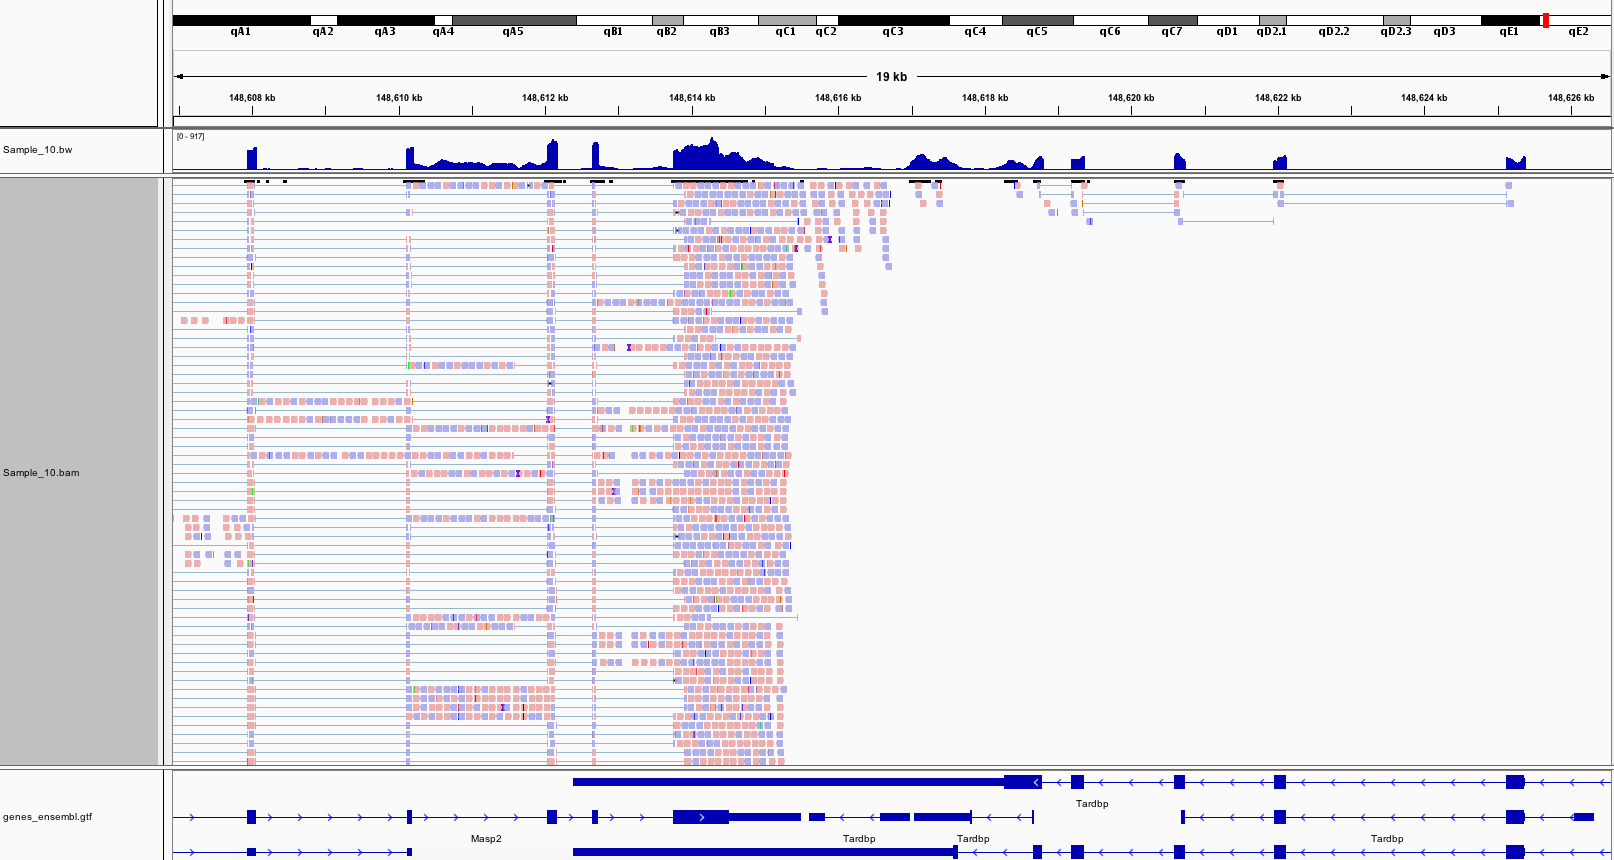 qA1 qA2 qA3 qA4 qA5 qB1 qB2 qB3 qC1 qC2 qC3 qC4 qC5 qC6 qC7 qD1 qD2.1 qD2.2 qD2.3 qD3 qE1 qE2
19 kb
148,608 kb 148,610 kb 148,612 kb 148,614 kb 148,616 kb 148,618 kb 148,620 kb 148,622 kb 148,624 kb 148,626 kb
[0 - 917]
Sample_10.bw
Sample_10.bam
Tardbp
genes_ensembl.gtf
Masp2 Tardbp Tardbp Tardbp